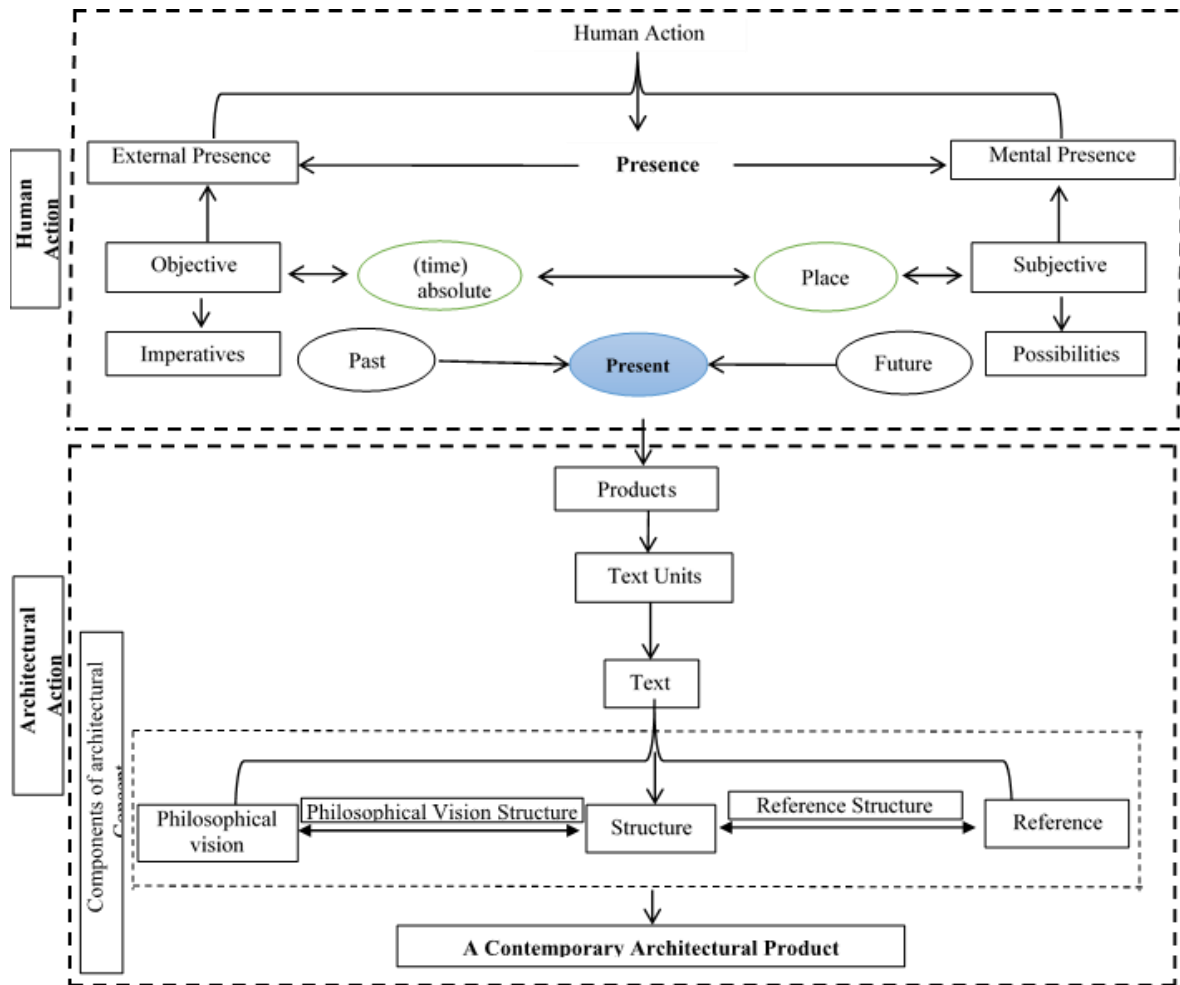 Human Action
External Presence
Presence
Mental Presence
Human
Action
Objective
(time)
absolute
Place
Subjective
Imperatives
Past
Present
Future
Possibilities
Products
Text Units
Text
Architectural
Action
Components of architectural
Philosophical
vision
Philosophical Vision Structure
Structure
Reference Structure
Reference
A Contemporary Architectural Product